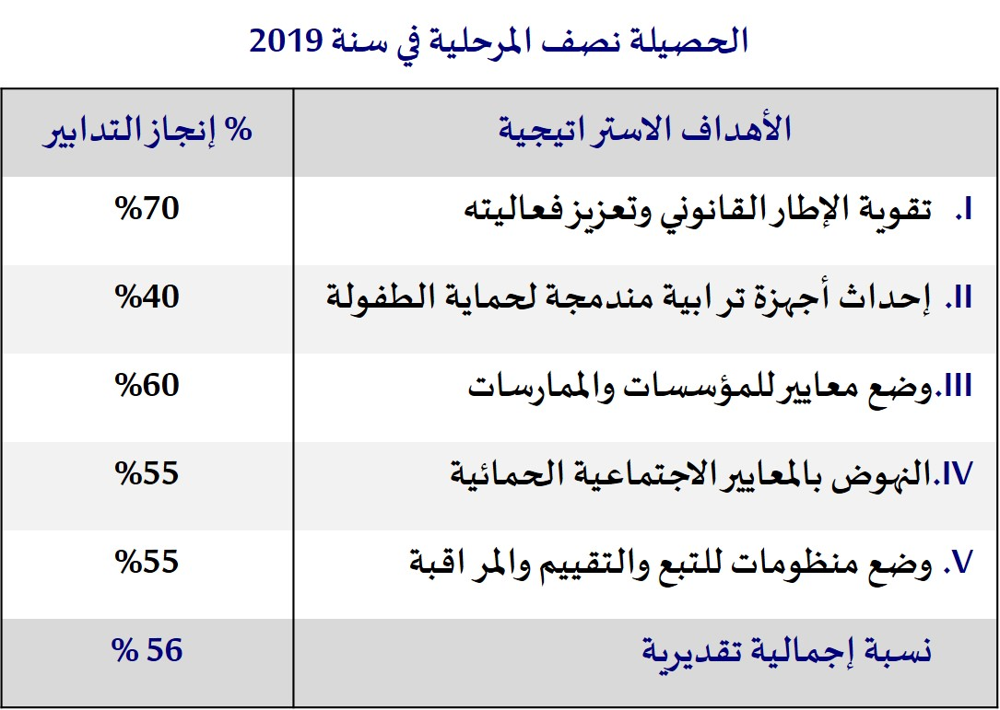 الحصيلة نصف المرحلية في سنة 2019
الأهداف الاستراتيجية % إنجاز التدابير
I. تقوية الإطار القانوني وتعزيز فعاليته %70
II. إحداث أجهزة ترابية مندمجة لحماية الطفولة %40
III. وضع معايير للمؤسسات والممارسات %60
IV. النهوض بالمعايير الاجتماعية الحمائية %55
V. وضع منظومات للتبع والتقييم والمراقبة %55
نسبة إجمالية تقديرية 56 %